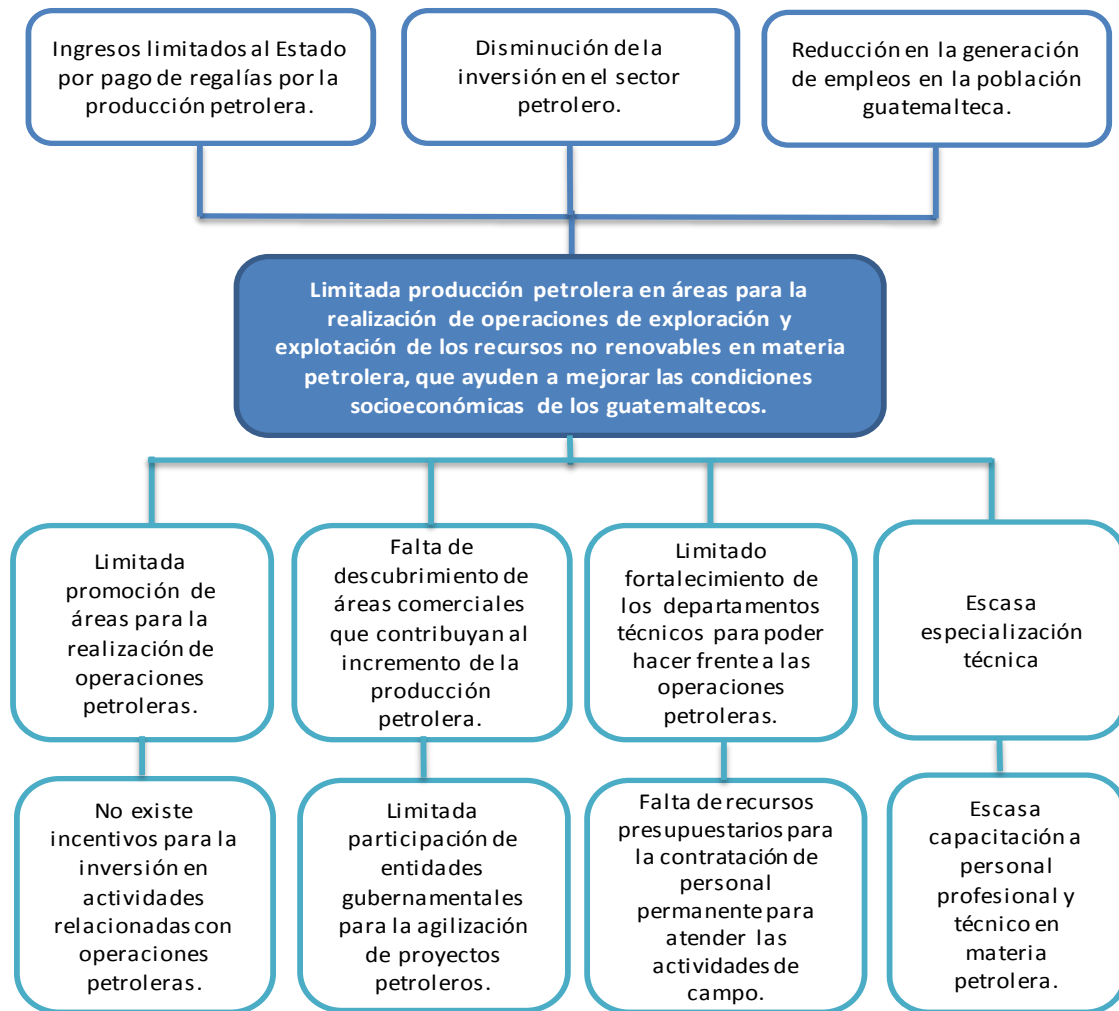 Ingresos limitados al Estado
por pago de regalías por la
producción petrolera.
Disminución de la
inversión en el sector
petrolero.
Reducción en la generación
de empleos en la población
guatemalteca.
Limitada producción petrolera en áreas para la
realización de operaciones de exploración y
explotación de los recursos no renovables en materia
petrolera, que ayuden a mejorar las condiciones
socioeconómicas de los guatemaltecos.
Limitada
promoción de
áreas para la
realización de
operaciones
petroleras.
Falta de
descubrimiento de
áreas comerciales
que contribuyan al
incremento de la
producción
petrolera.
Limitado
fortalecimiento de
los departamentos
técnicos para poder
hacer frente a las
operaciones
petroleras.
Escasa
especialización
técnica
No existe
incentivos para la
inversión en
actividades
relacionadas con
operaciones
petroleras.
Limitada
participación de
entidades
gubernamentales
para la agilización
de proyectos
petroleros.
Falta de recursos
presupuestarios para
la contratación de
personal
permanente para
atender las
actividades de
campo.
Escasa
capacitación a
personal
profesional y
técnico en
materia
petrolera.